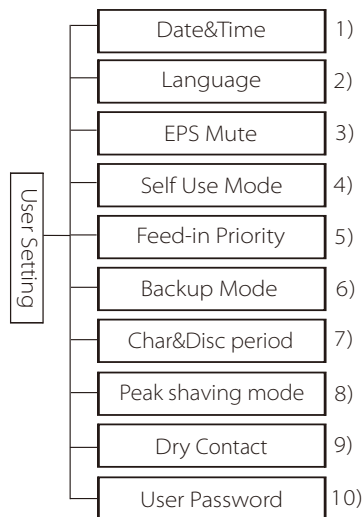 User Setting
Date&Time 1)
Language 2)
EPS Mute 3)
Self Use Mode 4)
Feed-in Priority 5)
Backup Mode 6)
Char&Disc period 7)
Peak shaving mode 8)
Dry Contact 9)
User Password 10)